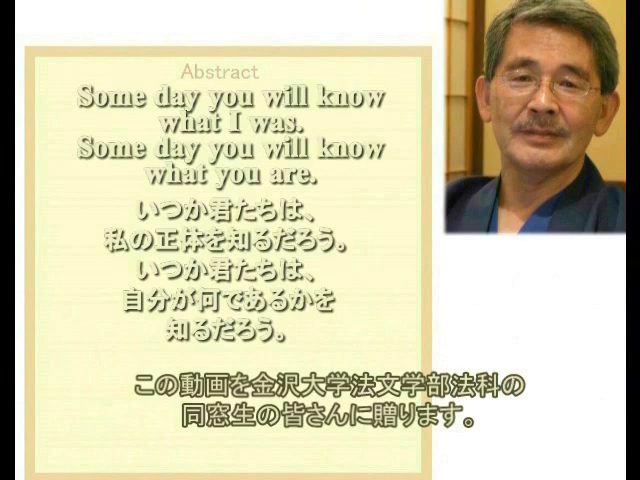 Abstract
Some day you will know
what I was.
Some day you will know
what you are.
いつか君たちは、
私の正体を知るだろう。
いつか君たちは、
自分が何であるかを
知るだろう。
この動画を金沢大学法文学部法科の
同窓生の皆さんに贈ります。